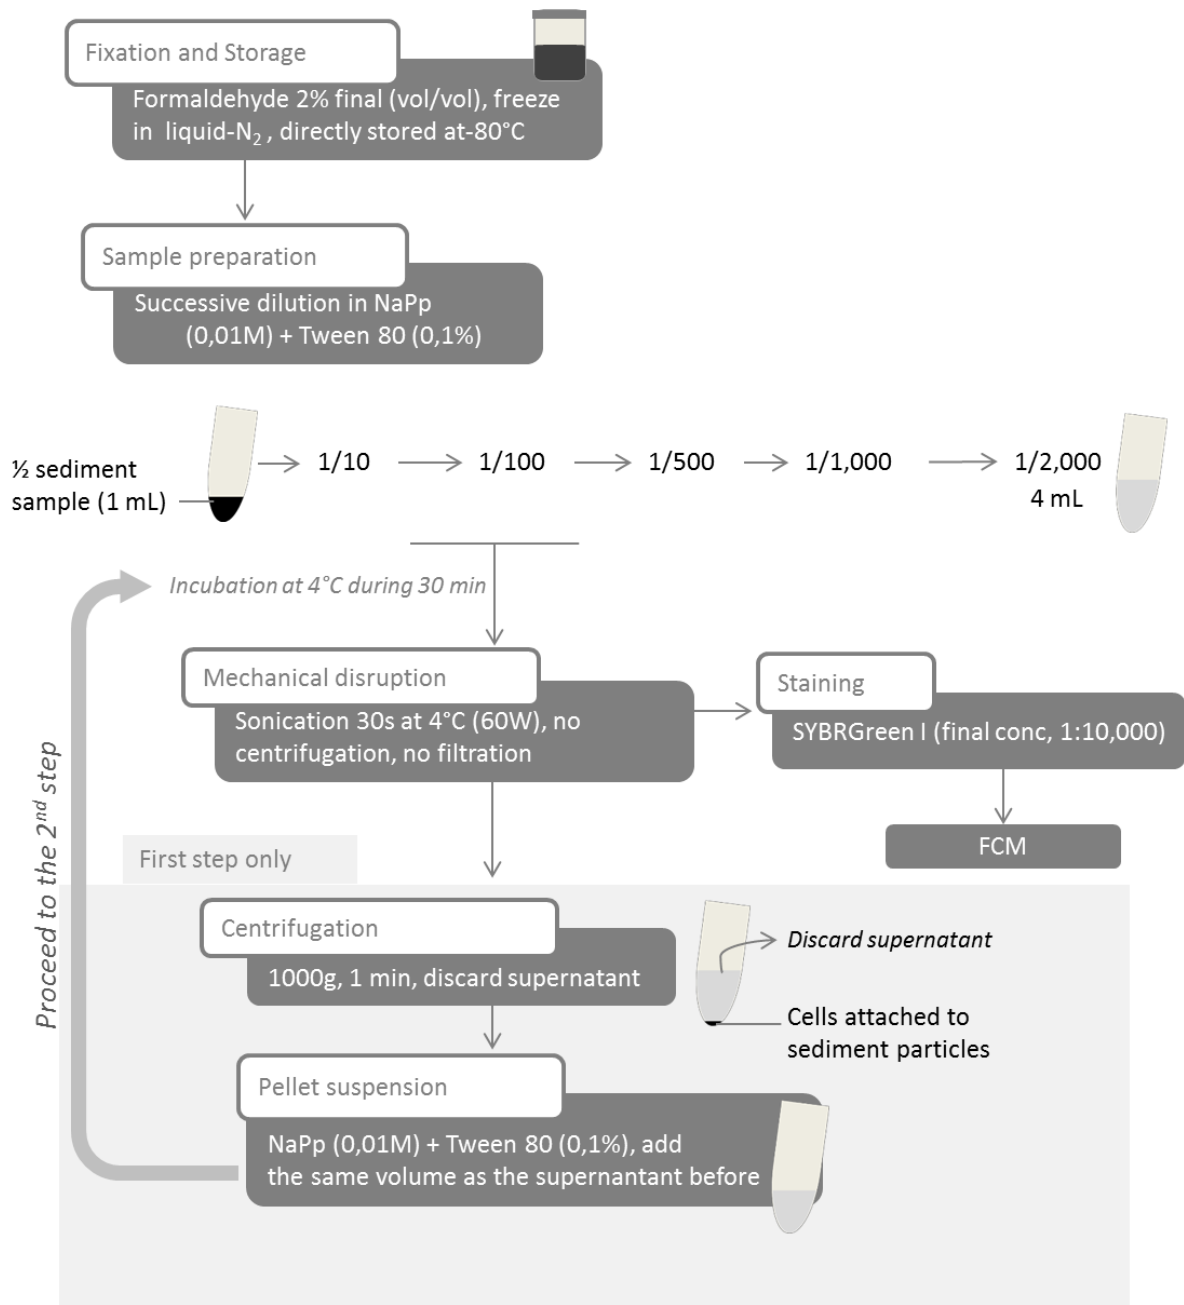 Fixation and Storage
Formaldehyde 2% final (vol/vol), freeze
in liquid-N2 , directly stored at-80°C
Sample preparation
Successive dilution in NaPp
(0,01M) + Tween 80 (0,1%)
½ sediment
sample (1 mL)
1/10
1/100
1/500
1/1,000
1/2,000
4 mL
Incubation at 4°C during 30 min
Mechanical disruption
Sonication 30s at 4°C (60W), no
centrifugation, no filtration
Staining
SYBRGreen I (final conc, 1:10,000)
FCM
Proceed to the 2nd step
First step only
Centrifugation
1000g, 1 min, discard supernatant
Discard supernatant
Cells attached to
sediment particles
Pellet suspension
NaPp (0,01M) + Tween 80 (0,1%), add
the same volume as the supernantant before